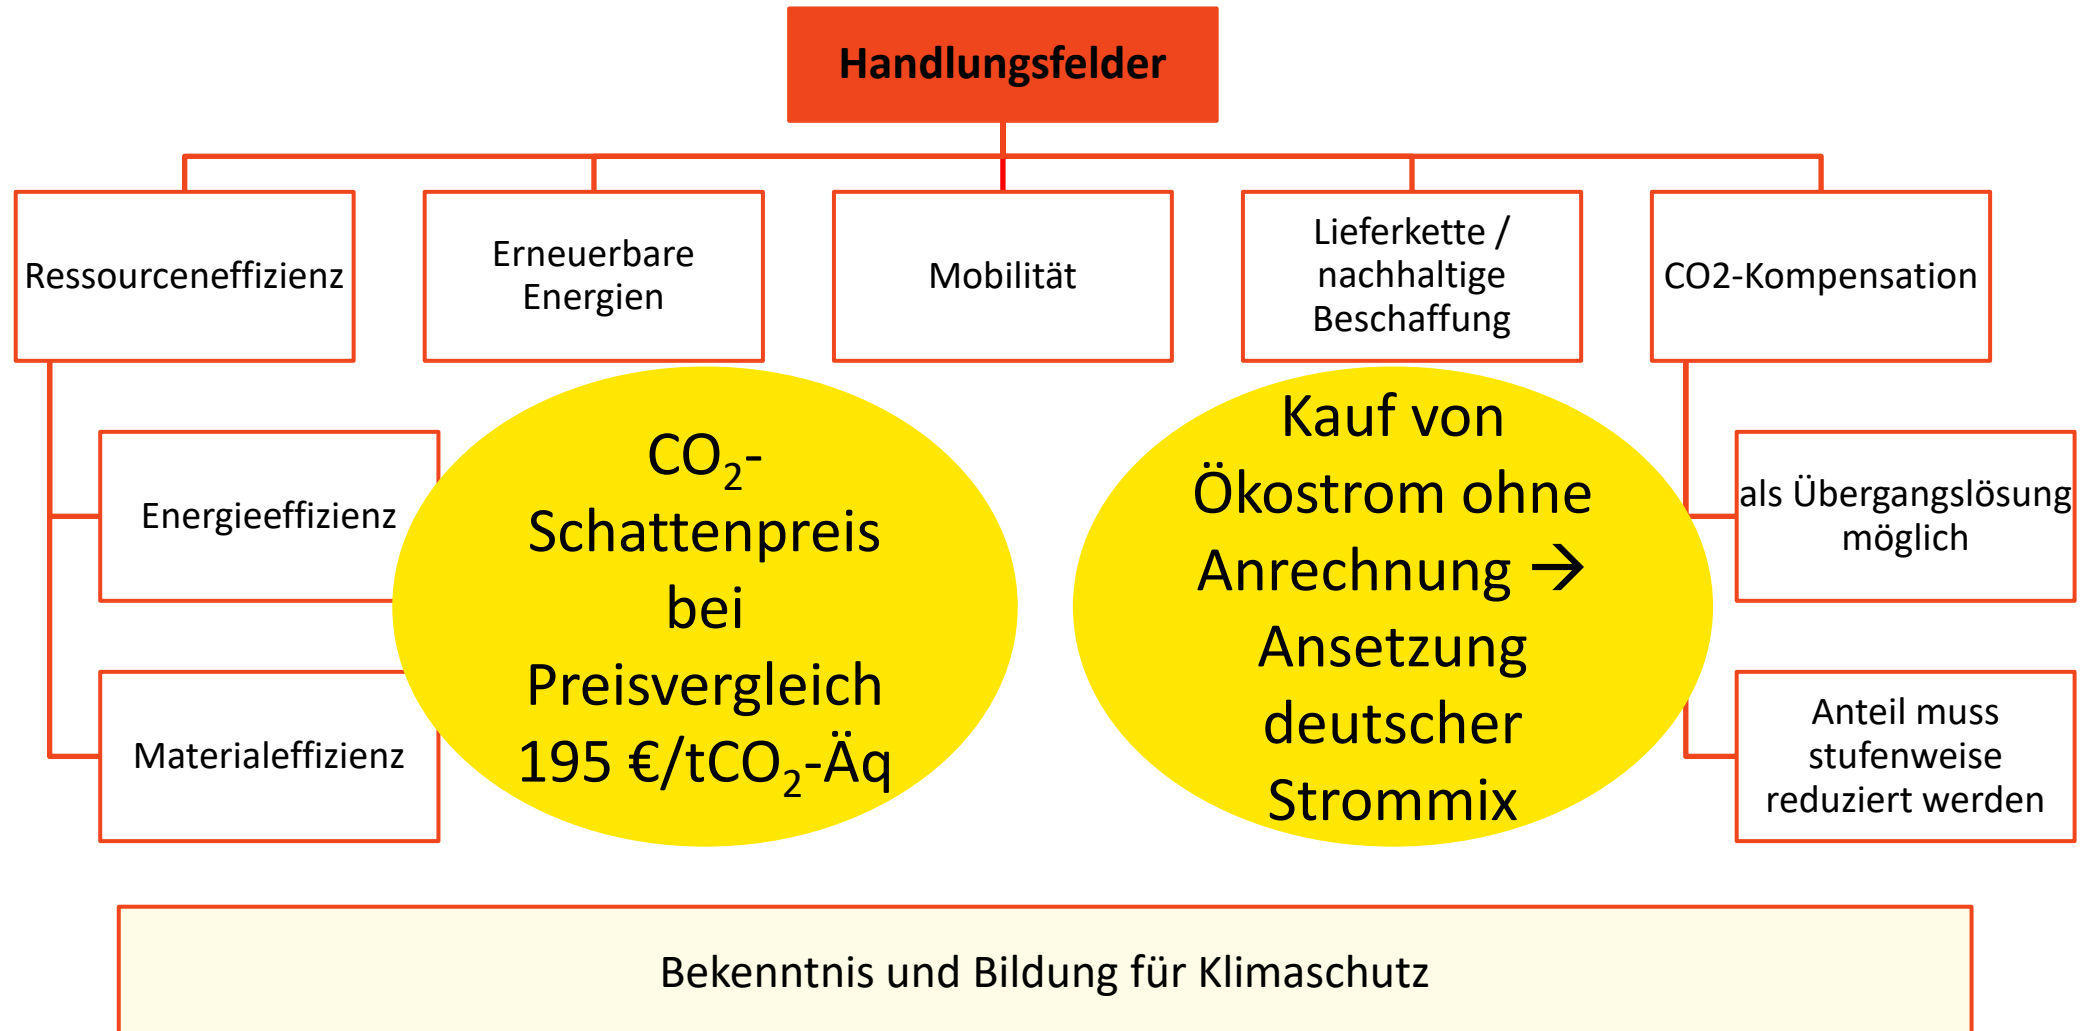 Handlungsfelder
Ressourceneffizienz
Erneuerbare
Energien
Mobilität
Lieferkette /
nachhaltige
Beschaffung
CO2-Kompensation
Energieeffizienz
Materialeffizienz
CO₂-
Schattenpreis
bei
Preisvergleich
195 €/tCO₂-Äq
Kauf von
Ökostrom ohne
Anrechnung →
Ansetzung
deutscher
Strommix
als Übergangslösung
möglich
Anteil muss
stufenweise
reduziert werden
Bekenntnis und Bildung für Klimaschutz